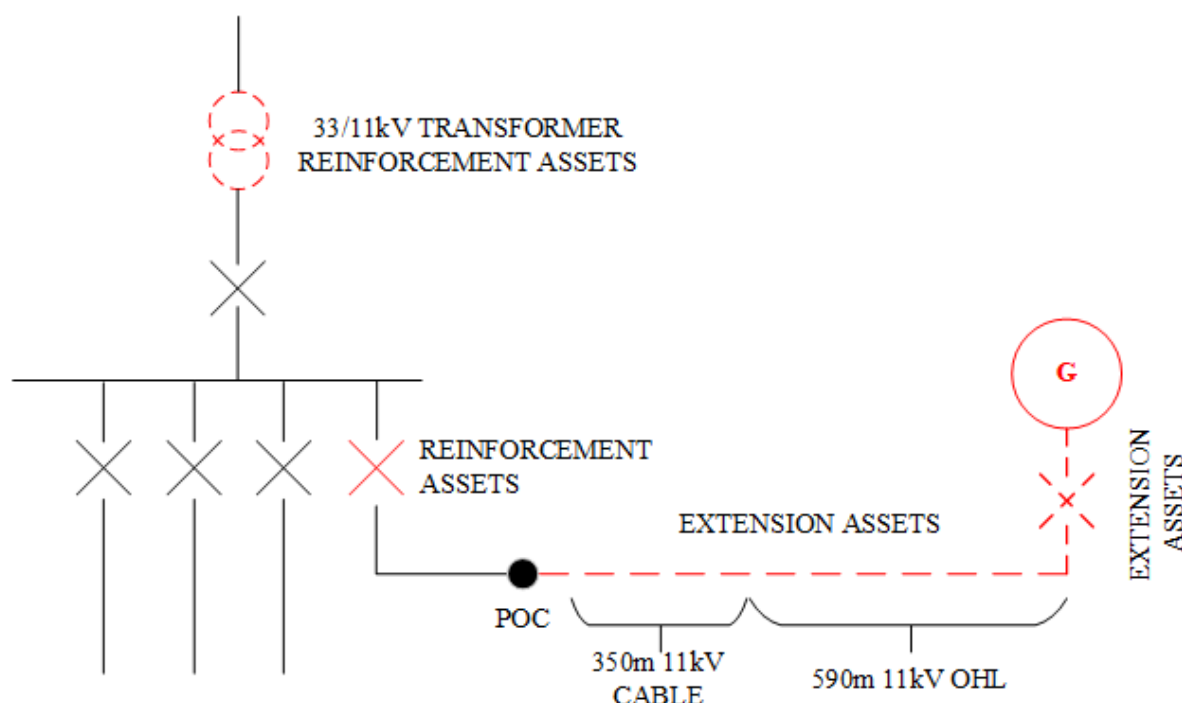 33/11kV TRANSFORMER
REINFORCEMENT ASSETS
G
REINFORCEMENT
ASSETS
EXTENSION ASSETS
EXTENSION
ASSETS
POC
350m 11kV
CABLE
590m 11kV OHL